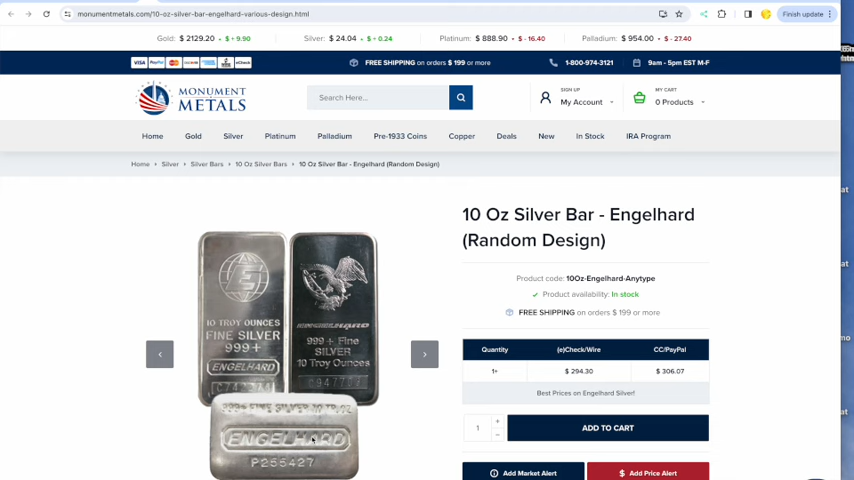 monumentmetals.com/10-oz-silver-bar-engelhard-various-design.html
Finish update
Gold: $ 2129.20 + $ + 9.90 Silver: $ 24.04 + $ + 0.24 Platinum: $ 888.90 • $ - 16.40 Palladium: $ 954.00 • $ - 27.40
VISA PayPal eCheck FREE SHIPPING on orders $ 199 or more 1-800-974-3121 9am - 5pm EST M-F
MONUMENT METALS
Search Here...
SIGN UP
My Account
MY CART
0 Products
Home Gold Silver Platinum Palladium Pre-1933 Coins Copper Deals New In Stock IRA Program
Home > Silver > Silver Bars > 10 Oz Silver Bars > 10 Oz Silver Bar - Engelhard (Random Design)
10 Oz Silver Bar - Engelhard
(Random Design)
Product code: 10Oz-Engelhard-Anytype
Product availability: In stock
FREE SHIPPING on orders $ 199 or more
Quantity (e)Check/Wire CC/PayPal
1+ $ 294.30 $ 306.07
Best Prices on Engelhard Silver!
1 + - ADD TO CART
Add Market Alert Add Price Alert
E
10 TROY OUNCES
FINE SILVER
999+
ENGELHARD
ENGELHARD
999+ Fine
SILVER
10 Troy Ounces
ENGELHARD
P255427